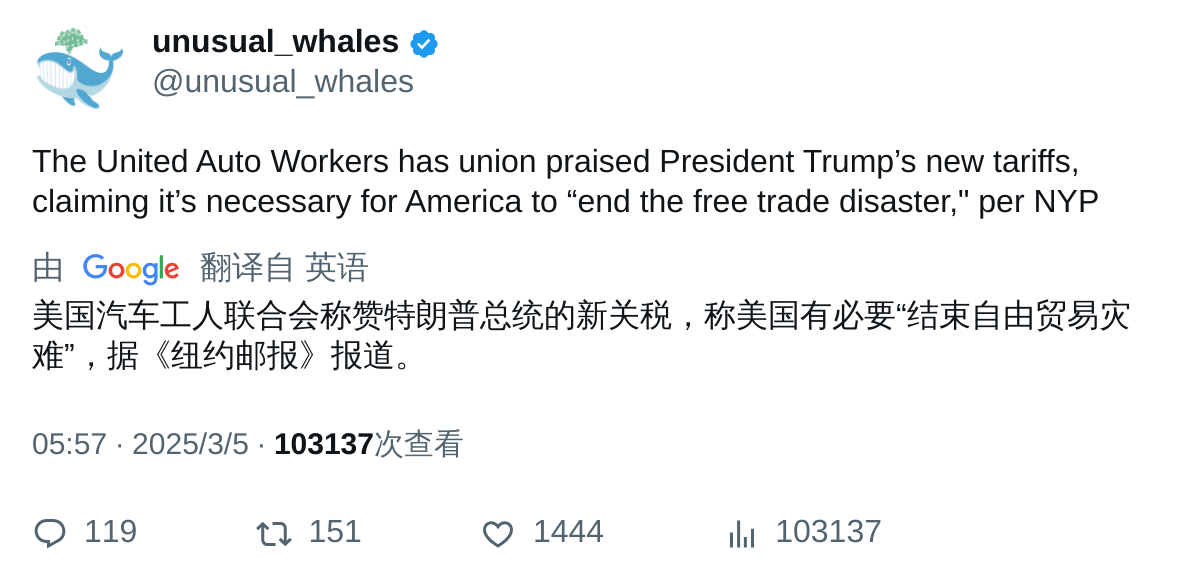 unusual_whales
@unusual_whales
The United Auto Workers has union praised President Trump’s new tariffs,
claiming it’s necessary for America to “end the free trade disaster," per NYP
由 Google 翻译自 英语
美国汽车工人联合会称赞特朗普总统的新关税，称美国有必要“结束自由贸易灾
难”，据《纽约邮报》报道。
05:57 · 2025/3/5 · 103137次查看
119 151 1444 103137